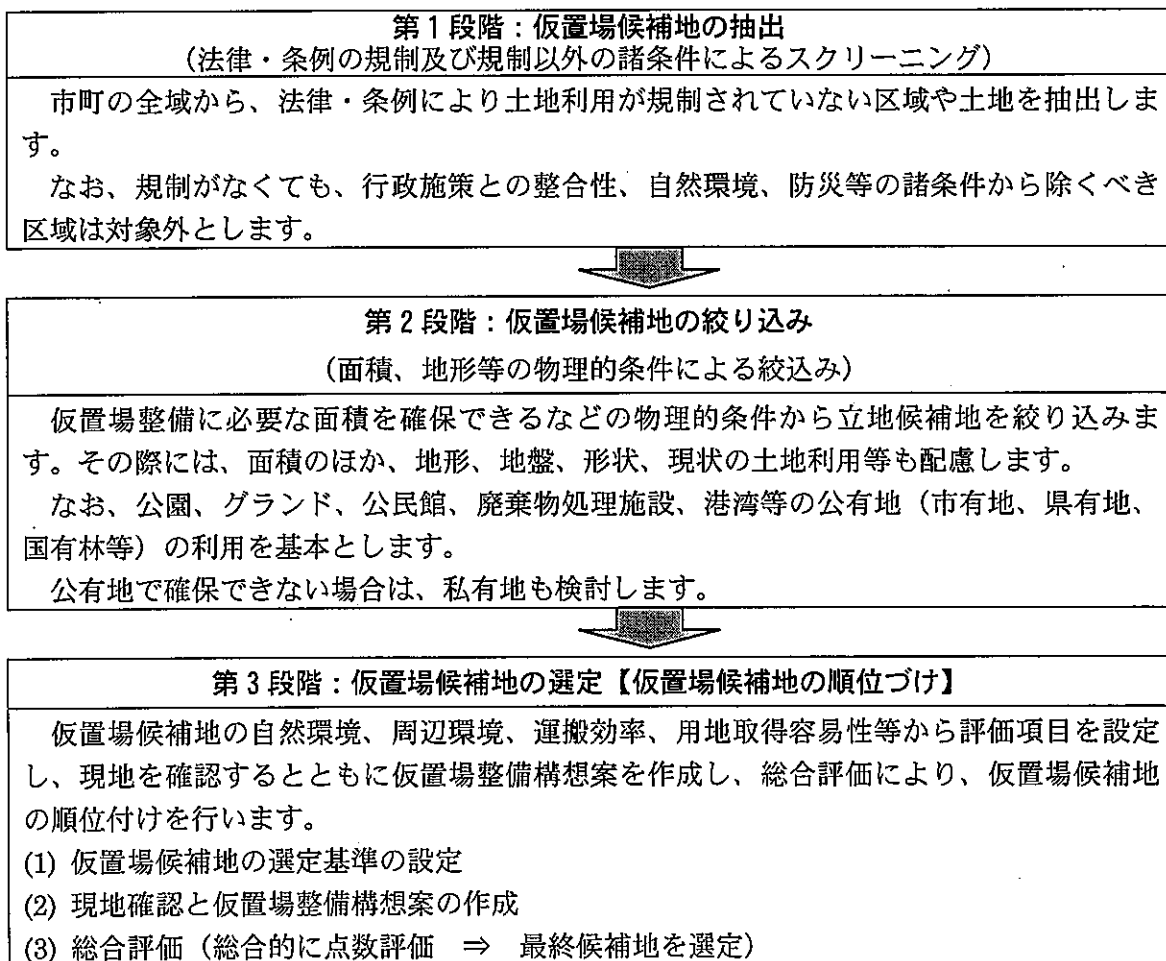 第1段階：仮置場候補地の抽出
（法律・条例の規制及び規制以外の諸条件によるスクリーニング）
市町の全域から、法律・条例により土地利用が規制されていない区域や土地を抽出しま
す。
なお、規制がなくても、行政施策との整合性、自然環境、防災等の諸条件から除くべき
区域は対象外とします。
第2段階：仮置場候補地の絞り込み
（面積、地形等の物理的条件による絞込み）
仮置場整備に必要な面積を確保できるなどの物理的条件から立地候補地を絞り込みま
す。その際には、面積のほか、地形、地盤、形状、現状の土地利用等も配慮します。
なお、公園、グランド、公民館、廃棄物処理施設、港湾等の公有地（市有地、県有地、
国有林等）の利用を基本とします。
公有地で確保できない場合は、私有地も検討します。
第3段階：仮置場候補地の選定【仮置場候補地の順位づけ】
仮置場候補地の自然環境、周辺環境、運搬効率、用地取得容易性等から評価項目を設定
し、現地を確認するとともに仮置場整備構想案を作成し、総合評価により、仮置場候補地
の順位付けを行います。
(1) 仮置場候補地の選定基準の設定
(2) 現地確認と仮置場整備構想案の作成
(3) 総合評価（総合的に点数評価　⇒　最終候補地を選定）